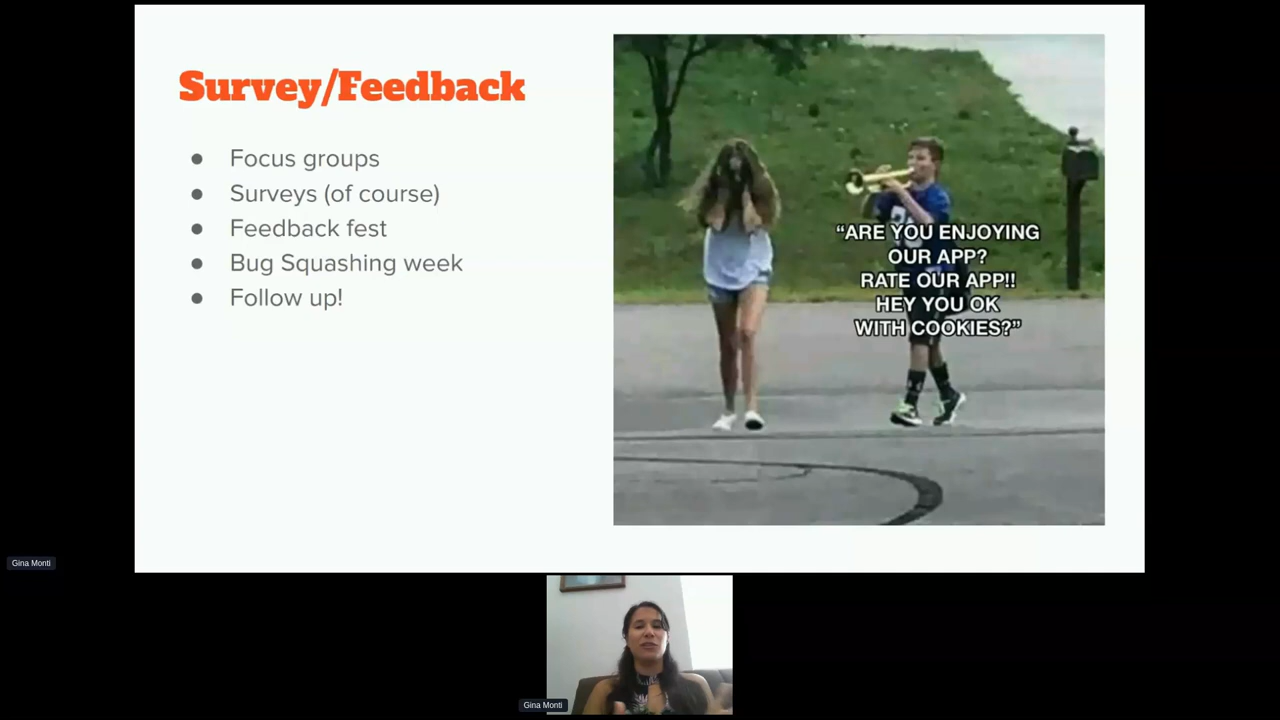 Survey/Feedback
● Focus groups
● Surveys (of course)
● Feedback fest
● Bug Squashing week
● Follow up!
“ARE YOU ENJOYING
OUR APP?
RATE OUR APP!!
HEY YOU OK
WITH COOKIES?”
Gina Monti
Gina Monti